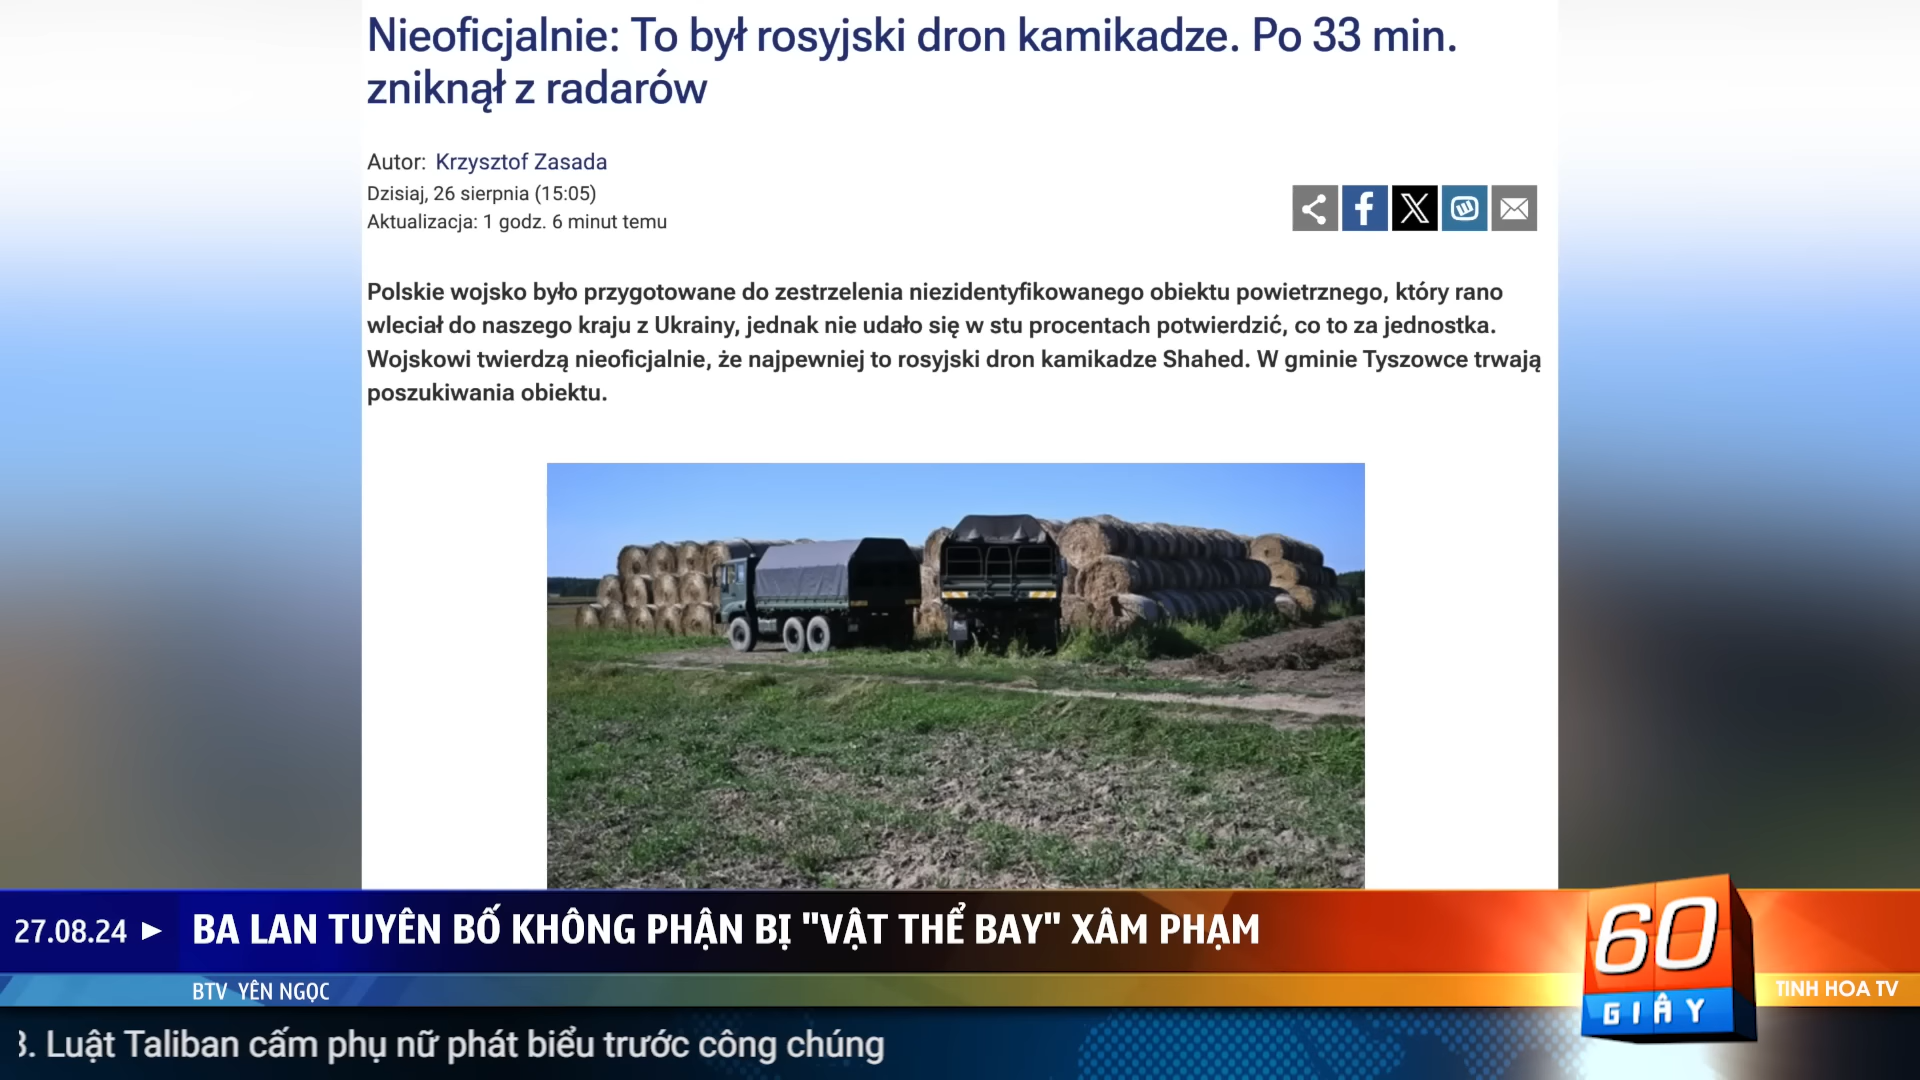 Nieoficjalnie: To był rosyjski dron kamikadze. Po 33 min.
zniknął z radarów
Autor: Krzysztof Zasada
Dzisiaj, 26 sierpnia (15:05)
Aktualizacja: 1 godz. 6 minut temu
Polskie wojsko było przygotowane do zestrzelenia niezidentyfikowanego obiektu powietrznego, który rano
wleciał do naszego kraju z Ukrainy, jednak nie udało się w stu procentach potwierdzić, co to za jednostka.
Wojskowi twierdzą nieoficjalnie, że najpewniej to rosyjski dron kamikadze Shahed. W gminie Tyszowce trwają
poszukiwania obiektu.
27.08.24 BA LAN TUYÊN BỐ KHÔNG PHẬN BỊ "VẬT THỂ BAY" XÂM PHẠM
BTV YÊN NGỌC
60
GIÂY
TINH HOA TV
3. Luật Taliban cấm phụ nữ phát biểu trước công chúng